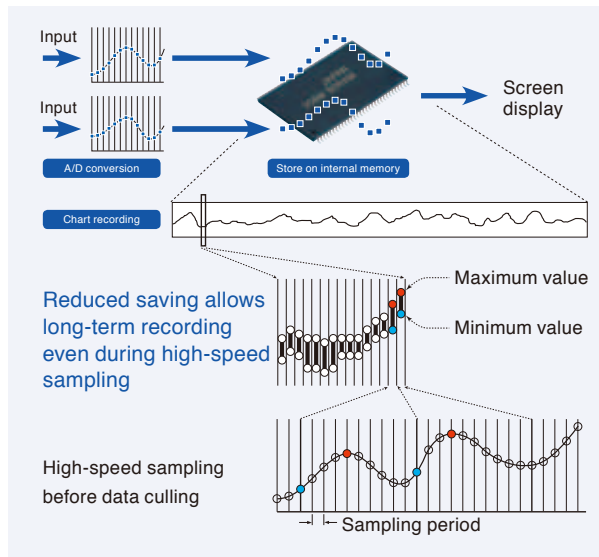 Input
Input
Screen
display
A/D conversion
Store on internal memory
Chart recording
Maximum value
Minimum value
Reduced saving allows
long-term recording
even during high-speed
sampling
High-speed sampling
before data culling
Sampling period